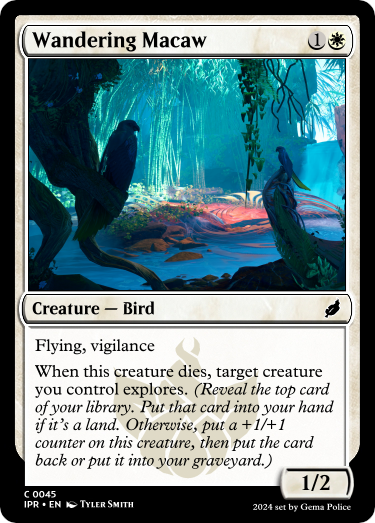 Wandering Macaw 1
Creature — Bird
Flying, vigilance
When this creature dies, target creature
you control explores. (Reveal the top card
of your library. Put that card into your hand
if it's a land. Otherwise, put a +1/+1
counter on this creature, then put the card
back or put it into your graveyard.)
1/2
C 0045
IPR • EN Tyler Smith
2024 set by Gema Police